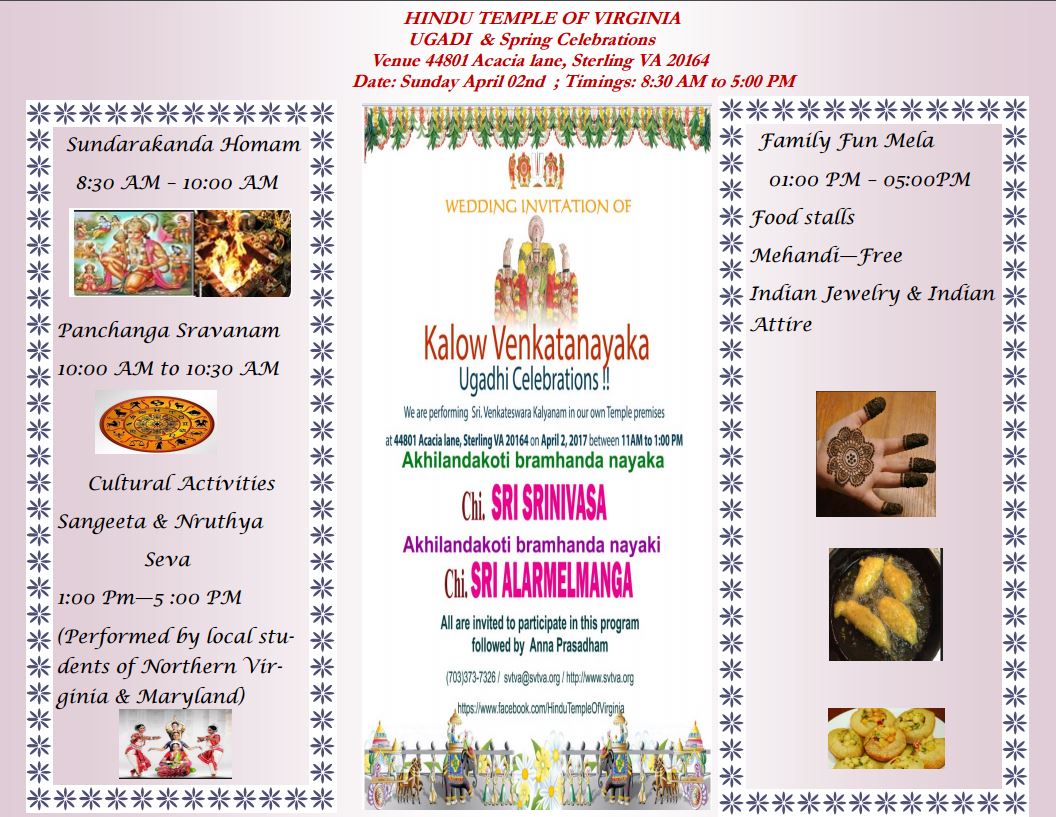 HINDU TEMPLE OF VIRGINIA
UGADI & Spring Celebrations
Venue 44801 Acacia lane, Sterling VA 20164
Date: Sunday April 02nd ; Timings: 8:30 AM to 5:00 PM
Sundarakanda Homam
8:30 AM – 10:00 AM
Panchanga Sravanam
10:00 AM to 10:30 AM
Cultural Activities
Sangeeta & Nruthya
Seva
1:00 Pm—5 :00 PM
(Performed by local stu-
dents of Northern Vir-
ginia & Maryland)
WEDDING INVITATION OF
Kalow Venkatanayaka
Ugadhi Celebrations !!
We are performing Sri. Venkateswara Kalyanam in our own Temple premises
at 44801 Acacia lane, Sterling VA 20164 on April 2, 2017 between 11AM to 1:00 PM
Akhilandakoti bramhanda nayaka
Chi. SRI SRINIVASA
Akhilandakoti bramhanda nayaki
Chi. SRI ALARMELMANGA
All are invited to participate in this program
followed by Anna Prasadham
(703)373-7326 / svtva@svtva.org / http://www.svtva.org
https://www.facebook.com/HinduTempleOfVirginia
Family Fun Mela
01:00 PM – 05:00PM
Food stalls
Mehandi—Free
Indian Jewelry & Indian
Attire